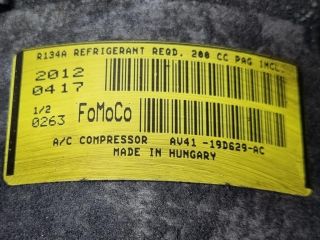 R134A REFRIGERANT REQD, 200 CC PAG INCL.
2012
0417
1/2
0263 FoMoCo
A/C COMPRESSOR AV41 -19D629-AC
MADE IN HUNGARY